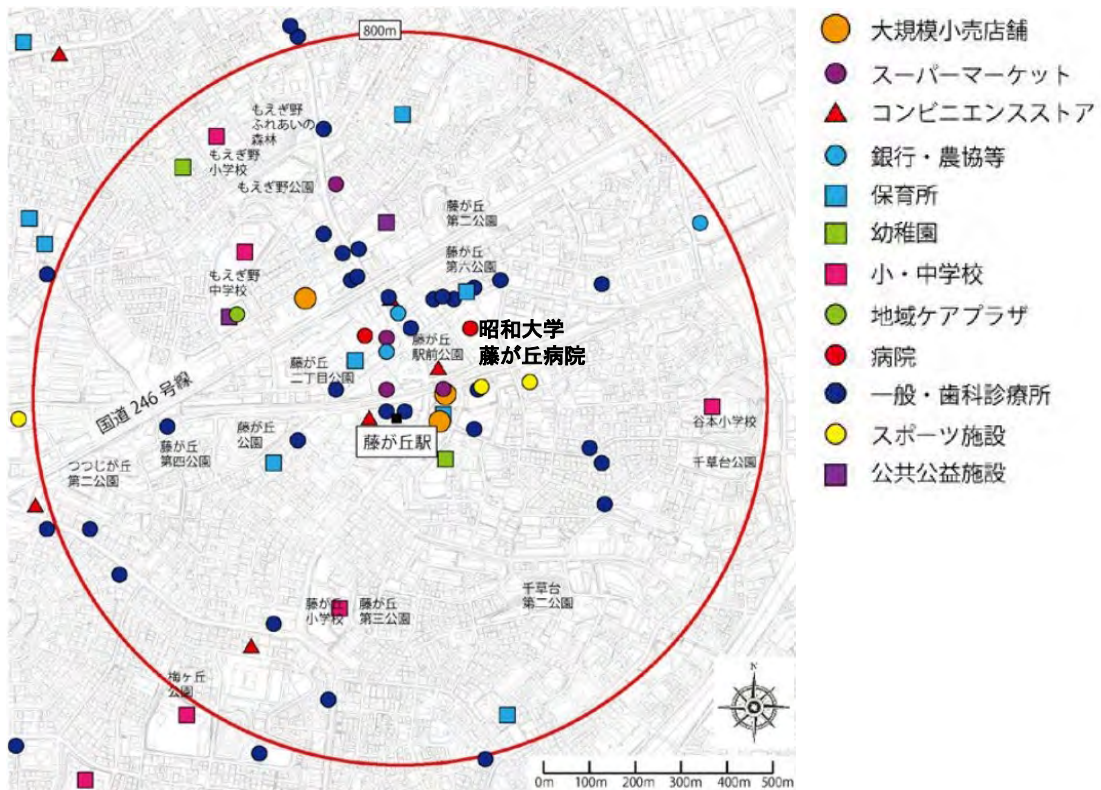 800m
もえぎ野
ふれあいの
森林
もえぎ野
小学校
もえぎ野公園
藤が丘
第二公園
藤が丘
第六公園
もえぎ野
中学校
昭和大学
藤が丘病院
藤が丘
駅前公園
藤が丘
二丁目公園
国道 246 号線
藤が丘
公園
藤が丘
第四公園
藤が丘駅
谷本小学校
千草台公園
つつじが丘
第二公園
千草台
第二公園
藤が丘
小学校
藤が丘
第三公園
梅ヶ丘
公園
N
0m 100m 200m 300m 400m 500m
大規模小売店舗
スーパーマーケット
コンビニエンスストア
銀行・農協等
保育所
幼稚園
小・中学校
地域ケアプラザ
病院
一般・歯科診療所
スポーツ施設
公共公益施設